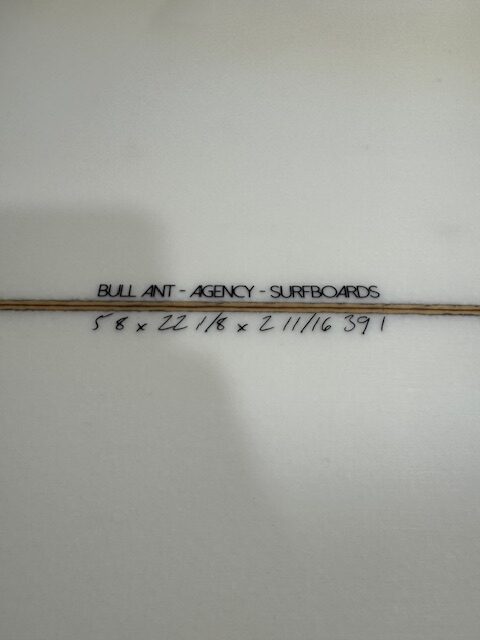 BULL ANT - AGENCY - SURFBOARDS
5 8 x 22 1/8 x 2 11/16 39 1